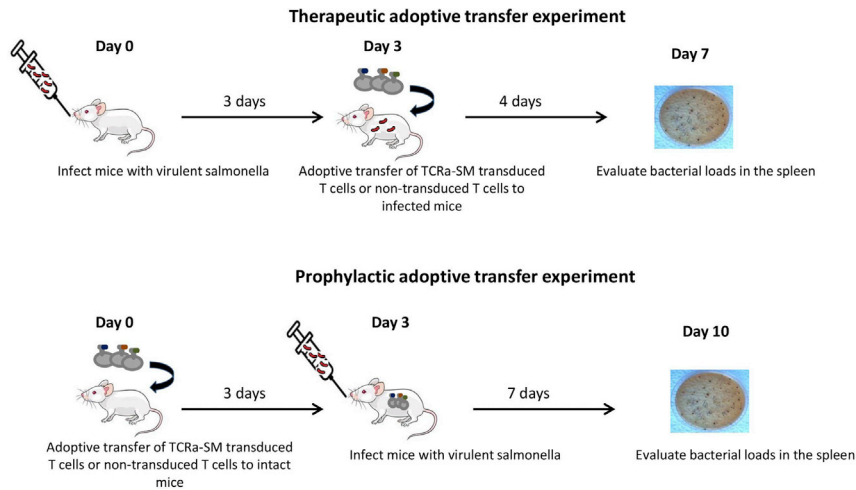 Therapeutic adoptive transfer experiment
Day 0
Day 3
Day 7
3 days
4 days
Infect mice with virulent salmonella
Adoptive transfer of TCRa-SM transduced
T cells or non-transduced T cells to
infected mice
Evaluate bacterial loads in the spleen
Prophylactic adoptive transfer experiment
Day 0
Day 3
Day 10
3 days
7 days
Adoptive transfer of TCRa-SM transduced
T cells or non-transduced T cells to intact
mice
Infect mice with virulent salmonella
Evaluate bacterial loads in the spleen